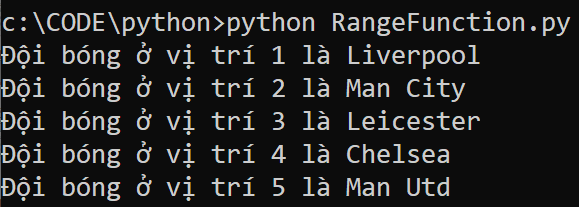 c:\CODE\python>python RangeFunction.py
Đội bóng ở vị trí 1 là Liverpool
Đội bóng ở vị trí 2 là Man City
Đội bóng ở vị trí 3 là Leicester
Đội bóng ở vị trí 4 là Chelsea
Đội bóng ở vị trí 5 là Man Utd